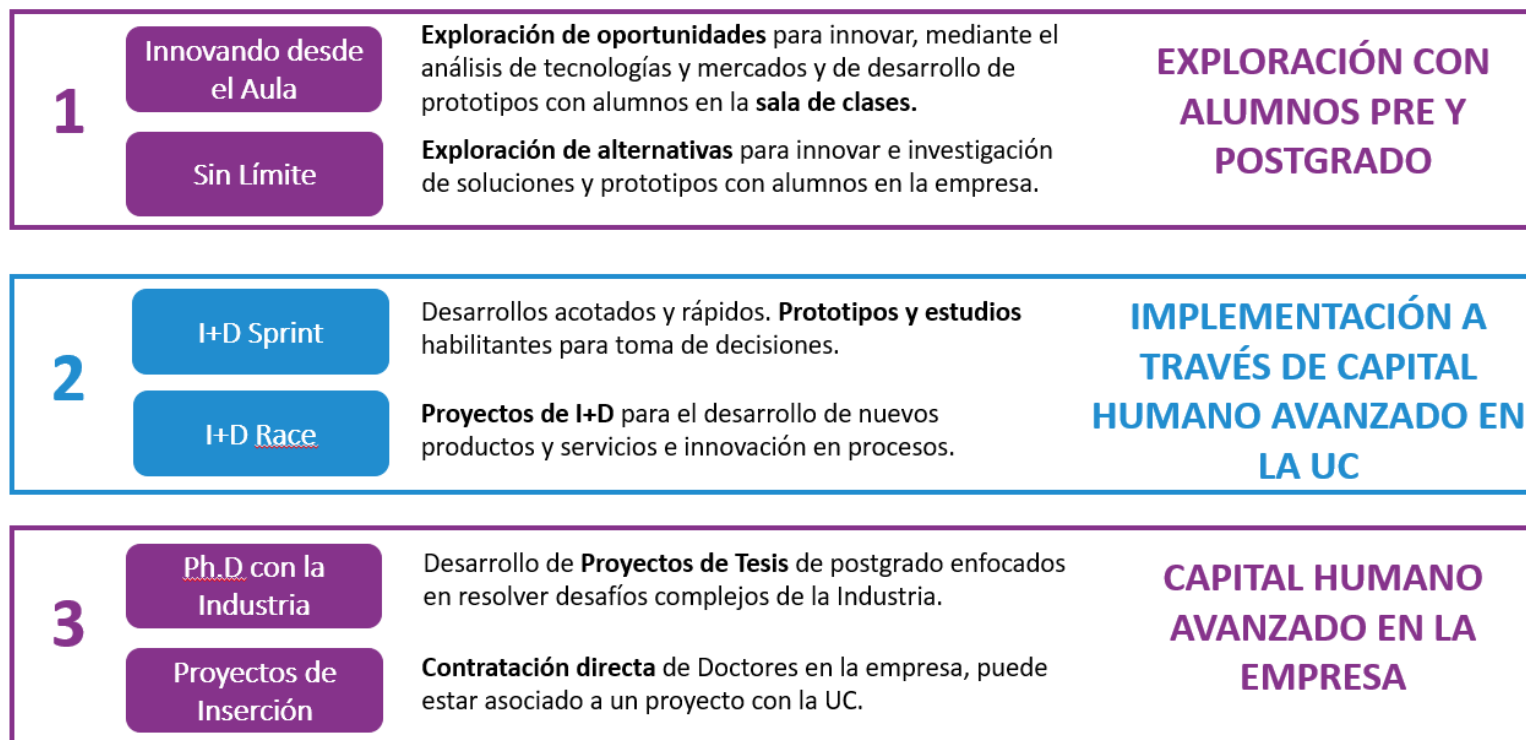 1
Innovando desde
el Aula
Exploración de oportunidades para innovar, mediante el
análisis de tecnologías y mercados y de desarrollo de
prototipos con alumnos en la sala de clases.
Sin Límite
Exploración de alternativas para innovar e investigación
de soluciones y prototipos con alumnos en la empresa.
EXPLORACIÓN CON
ALUMNOS PRE Y
POSTGRADO
2
I+D Sprint
Desarrollos acotados y rápidos. Prototipos y estudios
habilitantes para toma de decisiones.
I+D Race
Proyectos de I+D para el desarrollo de nuevos
productos y servicios e innovación en procesos.
IMPLEMENTACIÓN A
TRAVÉS DE CAPITAL
HUMANO AVANZADO EN
LA UC
3
Ph.D con la
Industria
Desarrollo de Proyectos de Tesis de postgrado enfocados
en resolver desafíos complejos de la Industria.
Proyectos de
Inserción
Contratación directa de Doctores en la empresa, puede
estar asociado a un proyecto con la UC.
CAPITAL HUMANO
AVANZADO EN LA
EMPRESA